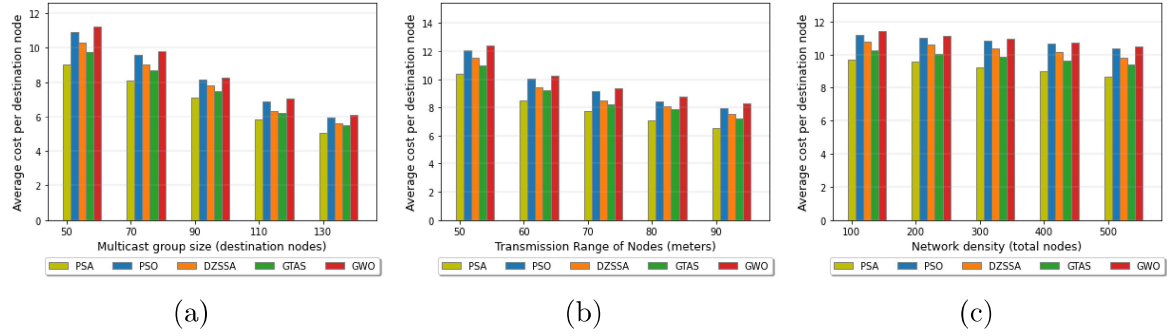 Average cost per destination node
12
10
8
6
4
2
0
50 70 90 110 130
Multicast group size (destination nodes)
PSA PSO DZSSA GTAS GWO
(a)
Average cost per destination node
14
12
10
8
6
4
2
0
50 60 70 80 90
Transmission Range of Nodes (meters)
PSA PSO DZSSA GTAS GWO
(b)
Average cost per destination node
12
10
8
6
4
2
0
100 200 300 400 500
Network density (total nodes)
PSA PSO DZSSA GTAS GWO
(c)